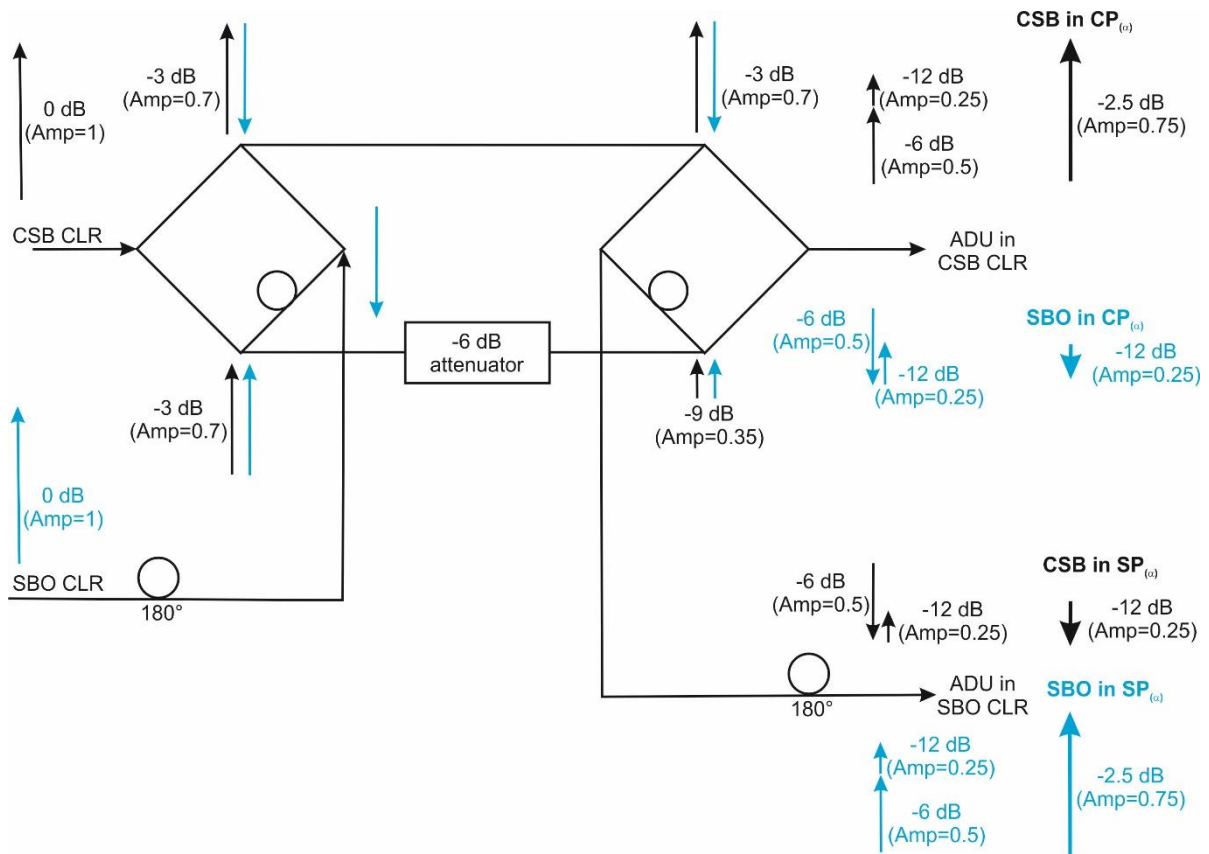 CSB in CP(α)
-3 dB
(Amp=0.7)
-3 dB
(Amp=0.7)
-12 dB
(Amp=0.25)
0 dB
(Amp=1)
-2.5 dB
(Amp=0.75)
-6 dB
(Amp=0.5)
CSB CLR
ADU in
CSB CLR
-6 dB
attenuator
-6 dB
(Amp=0.5)
SBO in CP(α)
-12 dB
(Amp=0.25)
-12 dB
(Amp=0.25)
-3 dB
(Amp=0.7)
-9 dB
(Amp=0.35)
0 dB
(Amp=1)
SBO CLR
180°
CSB in SP(α)
-6 dB
(Amp=0.5)
-12 dB
(Amp=0.25)
-12 dB
(Amp=0.25)
180°
ADU in
SBO CLR
SBO in SP(α)
-12 dB
(Amp=0.25)
-2.5 dB
(Amp=0.75)
-6 dB
(Amp=0.5)